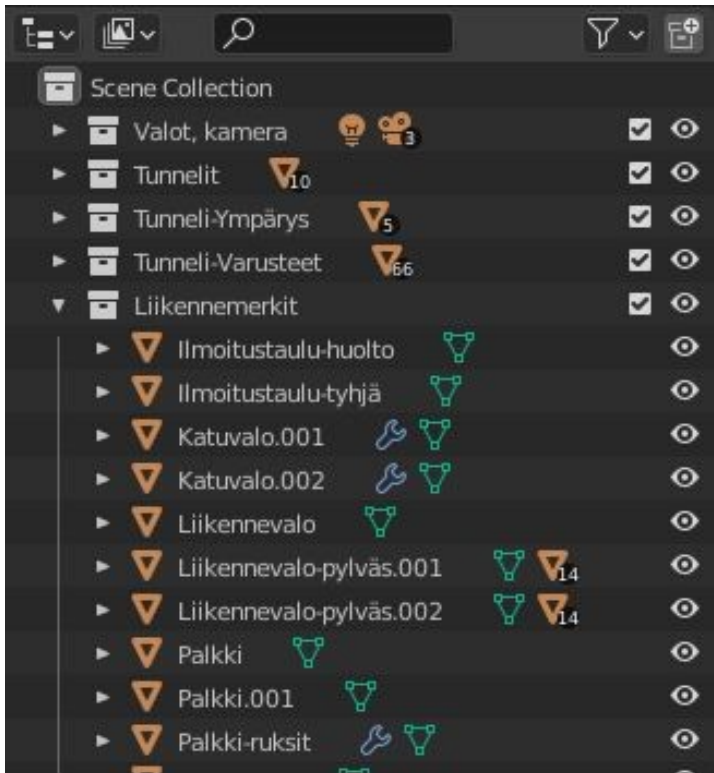 Scene Collection
Valot, kamera 3
Tunnelit 10
Tunneli-Ympärys 5
Tunneli-Varusteet 66
Liikennemerkit
Ilmoitustaulu-huolto
Ilmoitustaulu-tyhjä
Katuvalo.001
Katuvalo.002
Liikennevalo
Liikennevalo-pylväs.001 14
Liikennevalo-pylväs.002 14
Palkki
Palkki.001
Palkki-ruksit